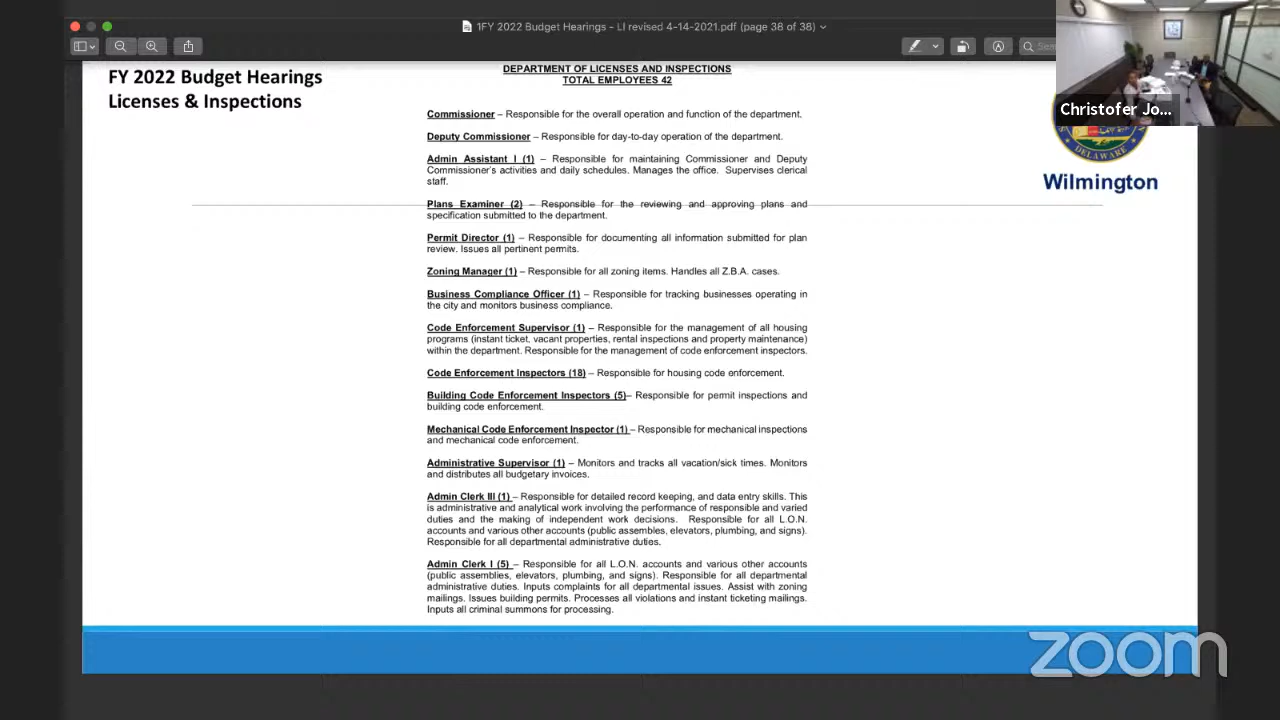 1FY 2022 Budget Hearings - LI revised 4-14-2021.pdf (page 38 of 38)
FY 2022 Budget Hearings
Licenses & Inspections
DEPARTMENT OF LICENSES AND INSPECTIONS
TOTAL EMPLOYEES 42
Christofer Jo...
DELAWARE
Wilmington
Commissioner – Responsible for the overall operation and function of the department.
Deputy Commissioner – Responsible for day-to-day operation of the department.
Admin Assistant I (1) – Responsible for maintaining Commissioner and Deputy
Commissioner's activities and daily schedules. Manages the office. Supervises clerical
staff.
Plans Examiner (2) – Responsible for the reviewing and approving plans and
specification submitted to the department.
Permit Director (1) – Responsible for documenting all information submitted for plan
review. Issues all pertinent permits.
Zoning Manager (1) – Responsible for all zoning items. Handles all Z.B.A. cases.
Business Compliance Officer (1) – Responsible for tracking businesses operating in
the city and monitors business compliance.
Code Enforcement Supervisor (1) – Responsible for the management of all housing
programs (instant ticket, vacant properties, rental inspections and property maintenance)
within the department. Responsible for the management of code enforcement inspectors.
Code Enforcement Inspectors (18) – Responsible for housing code enforcement.
Building Code Enforcement Inspectors (5)– Responsible for permit inspections and
building code enforcement.
Mechanical Code Enforcement Inspector (1) – Responsible for mechanical inspections
and mechanical code enforcement.
Administrative Supervisor (1) – Monitors and tracks all vacation/sick times. Monitors
and distributes all budgetary invoices.
Admin Clerk III (1) – Responsible for detailed record keeping, and data entry skills. This
is administrative and analytical work involving the performance of responsible and varied
duties and the making of independent work decisions. Responsible for all L.O.N.
accounts and various other accounts (public assembles, elevators, plumbing, and signs).
Responsible for all departmental administrative duties.
Admin Clerk I (5) – Responsible for all L.O.N. accounts and various other accounts
(public assemblies, elevators, plumbing, and signs). Responsible for all departmental
administrative duties. Inputs complaints for all departmental issues. Assist with zoning
mailings. Issues building permits. Processes all violations and instant ticketing mailings.
Inputs all criminal summons for processing.
zoom